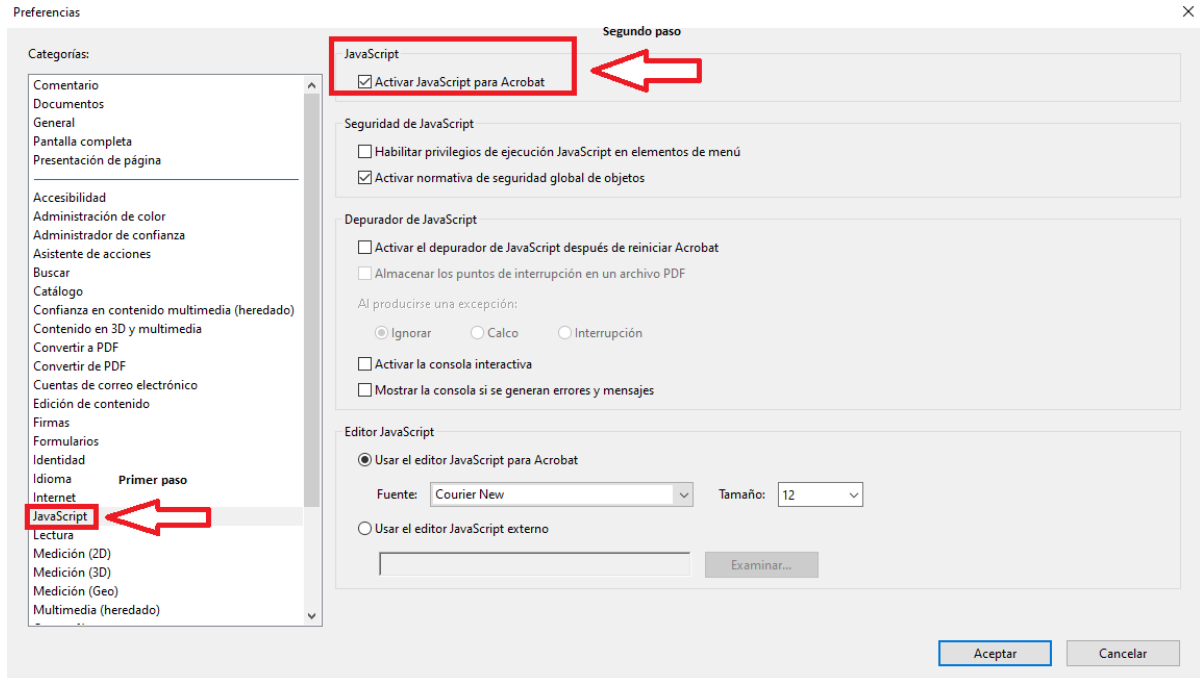 Preferencias
Categorías:
Comentario
Documentos
General
Pantalla completa
Presentación de página
Accesibilidad
Administración de color
Administrador de confianza
Asistente de acciones
Buscar
Catálogo
Confianza en contenido multimedia (heredado)
Contenido en 3D y multimedia
Convertir a PDF
Convertir de PDF
Cuentas de correo electrónico
Edición de contenido
Firmas
Formularios
Identidad
Idioma
Primer paso
Internet
JavaScript
Lectura
Medición (2D)
Medición (3D)
Medición (Geo)
Multimedia (heredado)
Segundo paso
JavaScript
Activar JavaScript para Acrobat
Seguridad de JavaScript
Habilitar privilegios de ejecución JavaScript en elementos de menú
Activar normativa de seguridad global de objetos
Depurador de JavaScript
Activar el depurador de JavaScript después de reiniciar Acrobat
Almacenar los puntos de interrupción en un archivo PDF
Al producirse una excepción:
Ignorar Calco Interrupción
Activar la consola interactiva
Mostrar la consola si se generan errores y mensajes
Editor JavaScript
Usar el editor JavaScript para Acrobat
Fuente: Courier New Tamaño: 12
Usar el editor JavaScript externo
Examinar...
Aceptar Cancelar